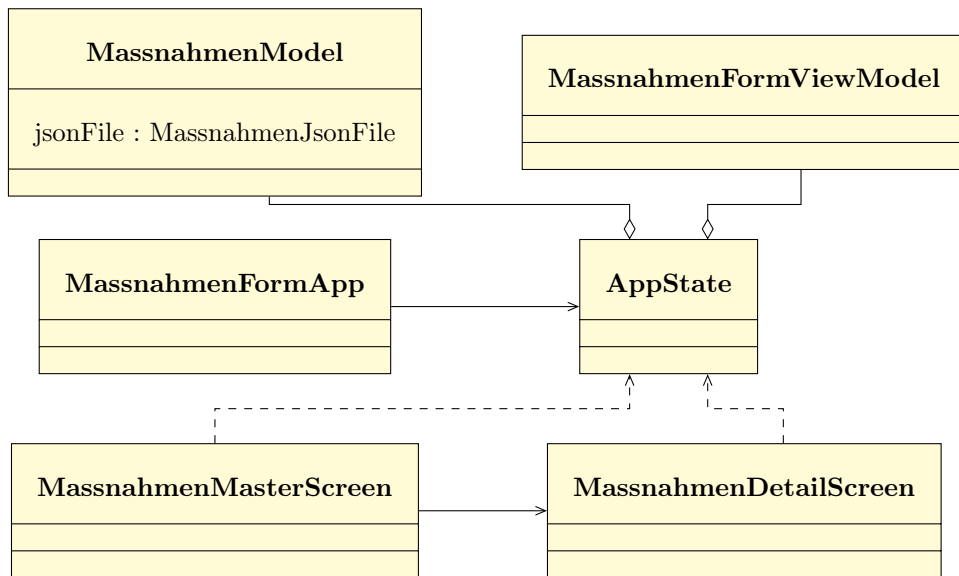 MassnahmenModel
jsonFile : MassnahmenJsonFile
MassnahmenFormViewModel
MassnahmenFormApp
AppState
MassnahmenMasterScreen
MassnahmenDetailScreen